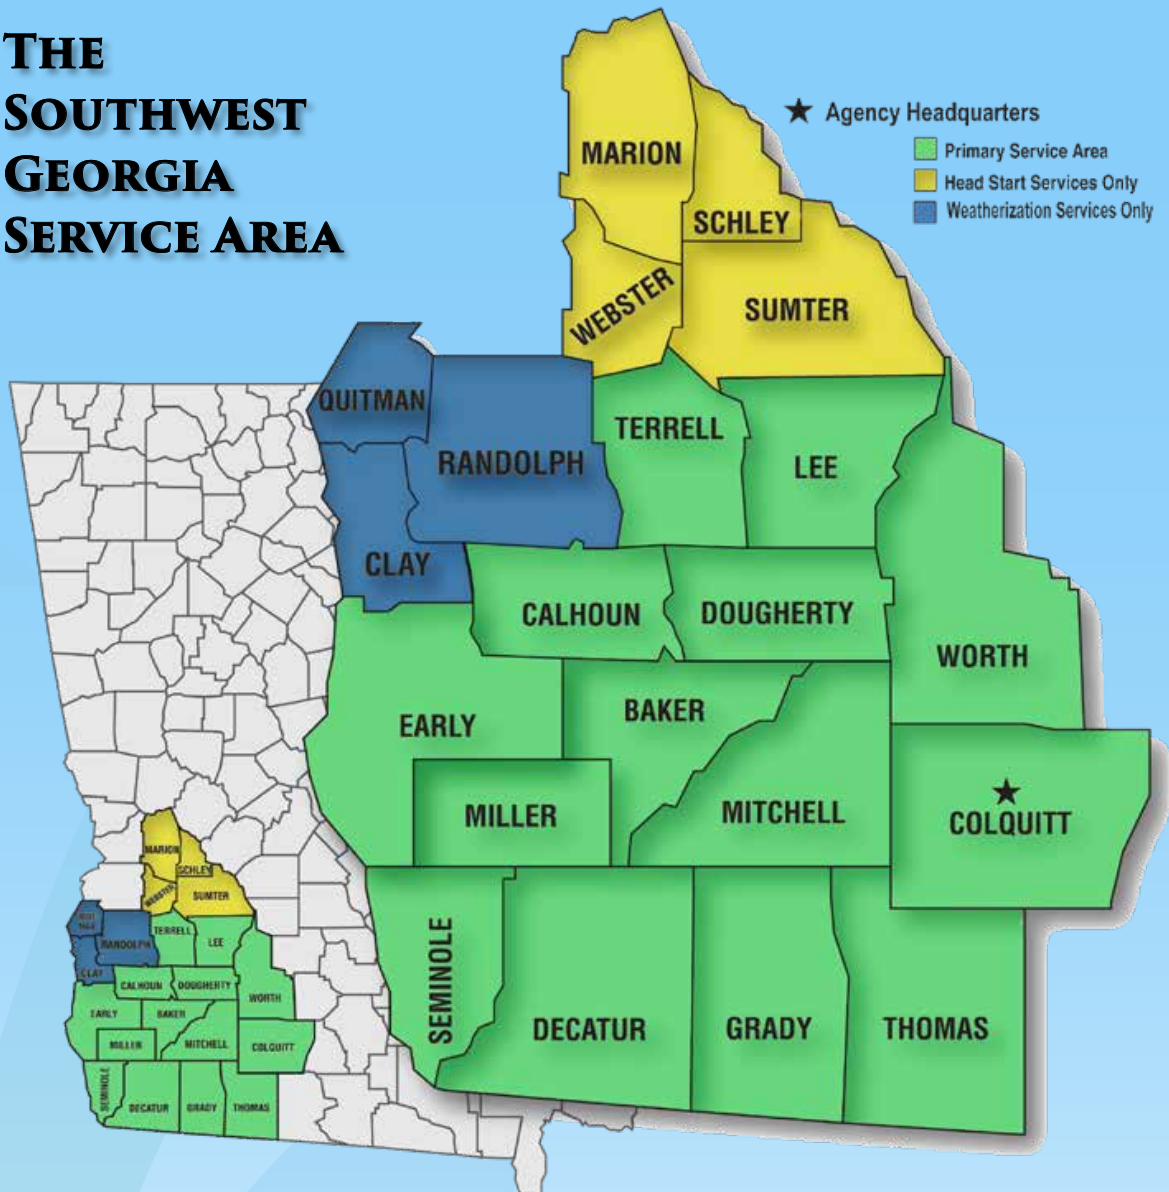 THE
SOUTHWEST
GEORGIA
SERVICE AREA
Agency Headquarters
Primary Service Area
Head Start Services Only
Weatherization Services Only
MARION
SCHLEY
WEBSTER
SUMTER
QUITMAN
RANDOLPH
TERRELL
LEE
CLAY
CALHOUN
DOUGHERTY
WORTH
EARLY
BAKER
MILLER
MITCHELL
COLQUITT
SEMINOLE
DECATUR
GRADY
THOMAS
MARION
SCHLEY
WEBSTER
SUMTER
RANDOLPH
TERRELL
LEE
CLAY
CALHOUN
DOUGHERTY
WORTH
EARLY
BAKER
MILLER
MITCHELL
COLQUITT
SEMINOLE
DECATUR
GRADY
THOMAS